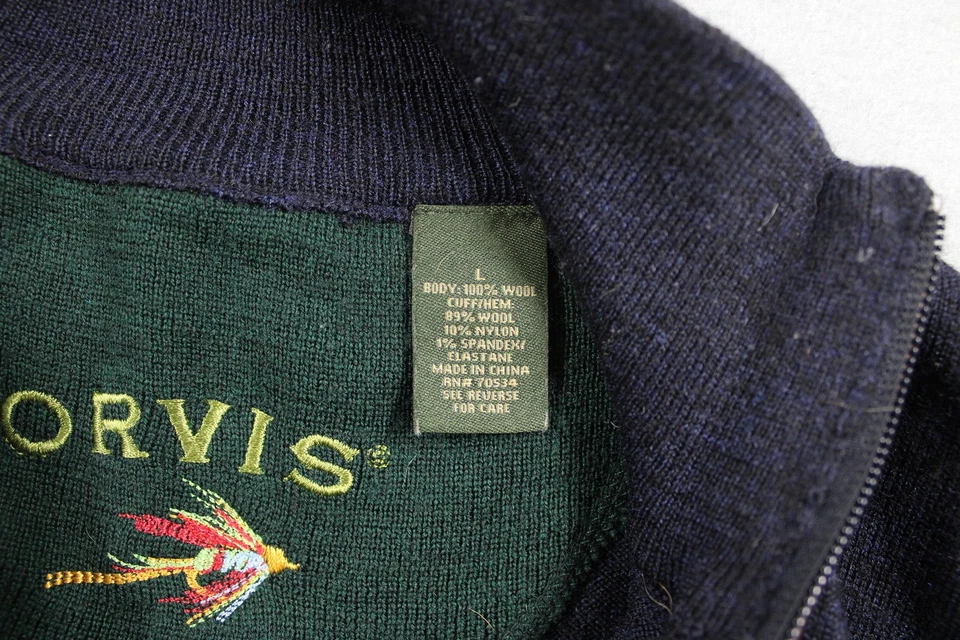 L
BODY: 100% WOOL
CUFF/HEM:
89% WOOL
10% NYLON
1% SPANDEX/
ELASTANE
MADE IN CHINA
RN# 70534
SEE REVERSE
FOR CARE
ORVIS®